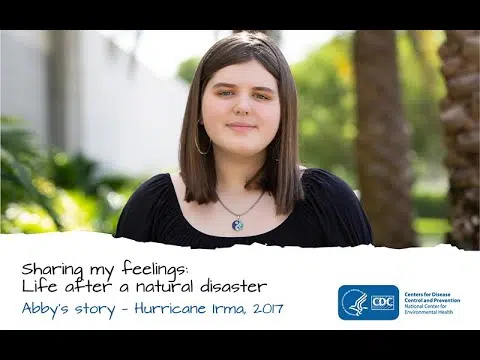 Sharing my feelings:
Life after a natural disaster
Abby's story - Hurricane Irma, 2017
CDC
Centers for Disease
Control and Prevention
National Center for
Environmental Health